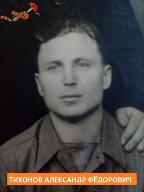 ТИХОНОВ АЛЕКСАНДР ФЁДОРОВИЧ